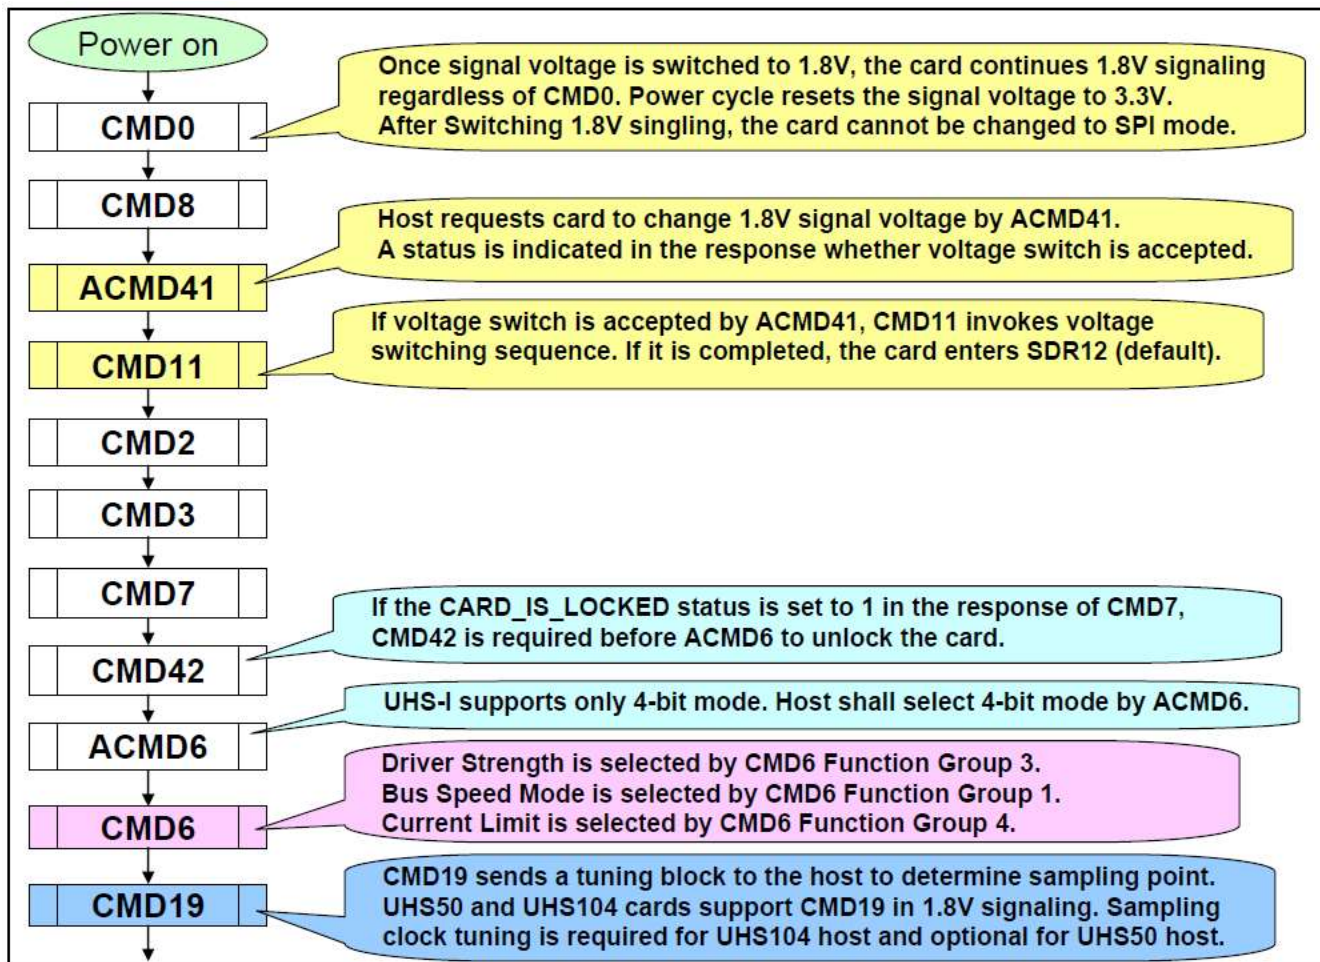 Power on
Once signal voltage is switched to 1.8V, the card continues 1.8V signaling
regardless of CMD0. Power cycle resets the signal voltage to 3.3V.
After Switching 1.8V singling, the card cannot be changed to SPI mode.
CMD0
CMD8
Host requests card to change 1.8V signal voltage by ACMD41.
A status is indicated in the response whether voltage switch is accepted.
ACMD41
If voltage switch is accepted by ACMD41, CMD11 invokes voltage
switching sequence. If it is completed, the card enters SDR12 (default).
CMD11
CMD2
CMD3
CMD7
If the CARD_IS_LOCKED status is set to 1 in the response of CMD7,
CMD42 is required before ACMD6 to unlock the card.
CMD42
UHS-I supports only 4-bit mode. Host shall select 4-bit mode by ACMD6.
ACMD6
Driver Strength is selected by CMD6 Function Group 3.
Bus Speed Mode is selected by CMD6 Function Group 1.
Current Limit is selected by CMD6 Function Group 4.
CMD6
CMD19 sends a tuning block to the host to determine sampling point.
UHS50 and UHS104 cards support CMD19 in 1.8V signaling. Sampling
clock tuning is required for UHS104 host and optional for UHS50 host.
CMD19